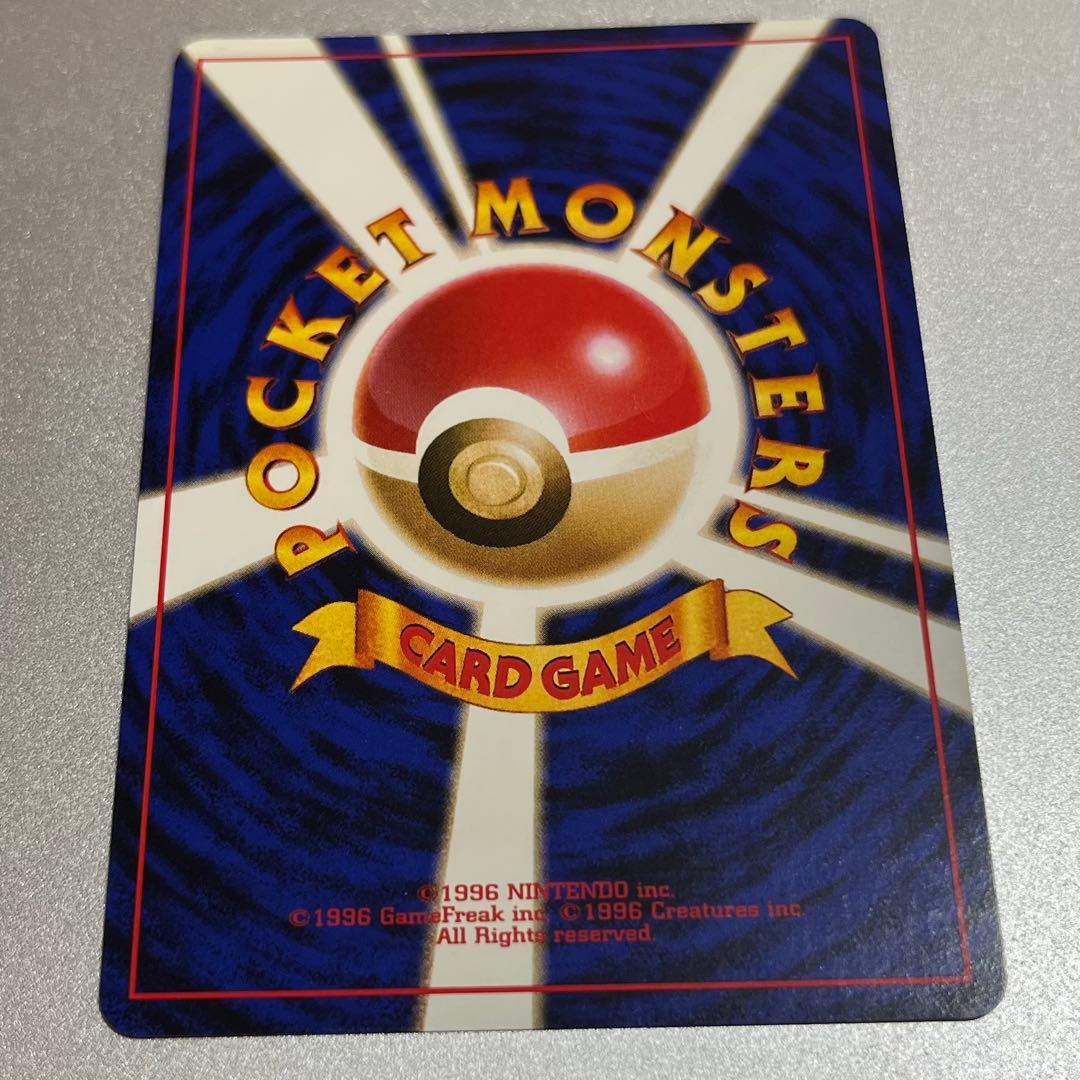 POCKET MONSTERS
CARD GAME
©1996 NINTENDO inc.
©1996 GameFreak inc. ©1996 Creatures inc.
All Rights reserved.